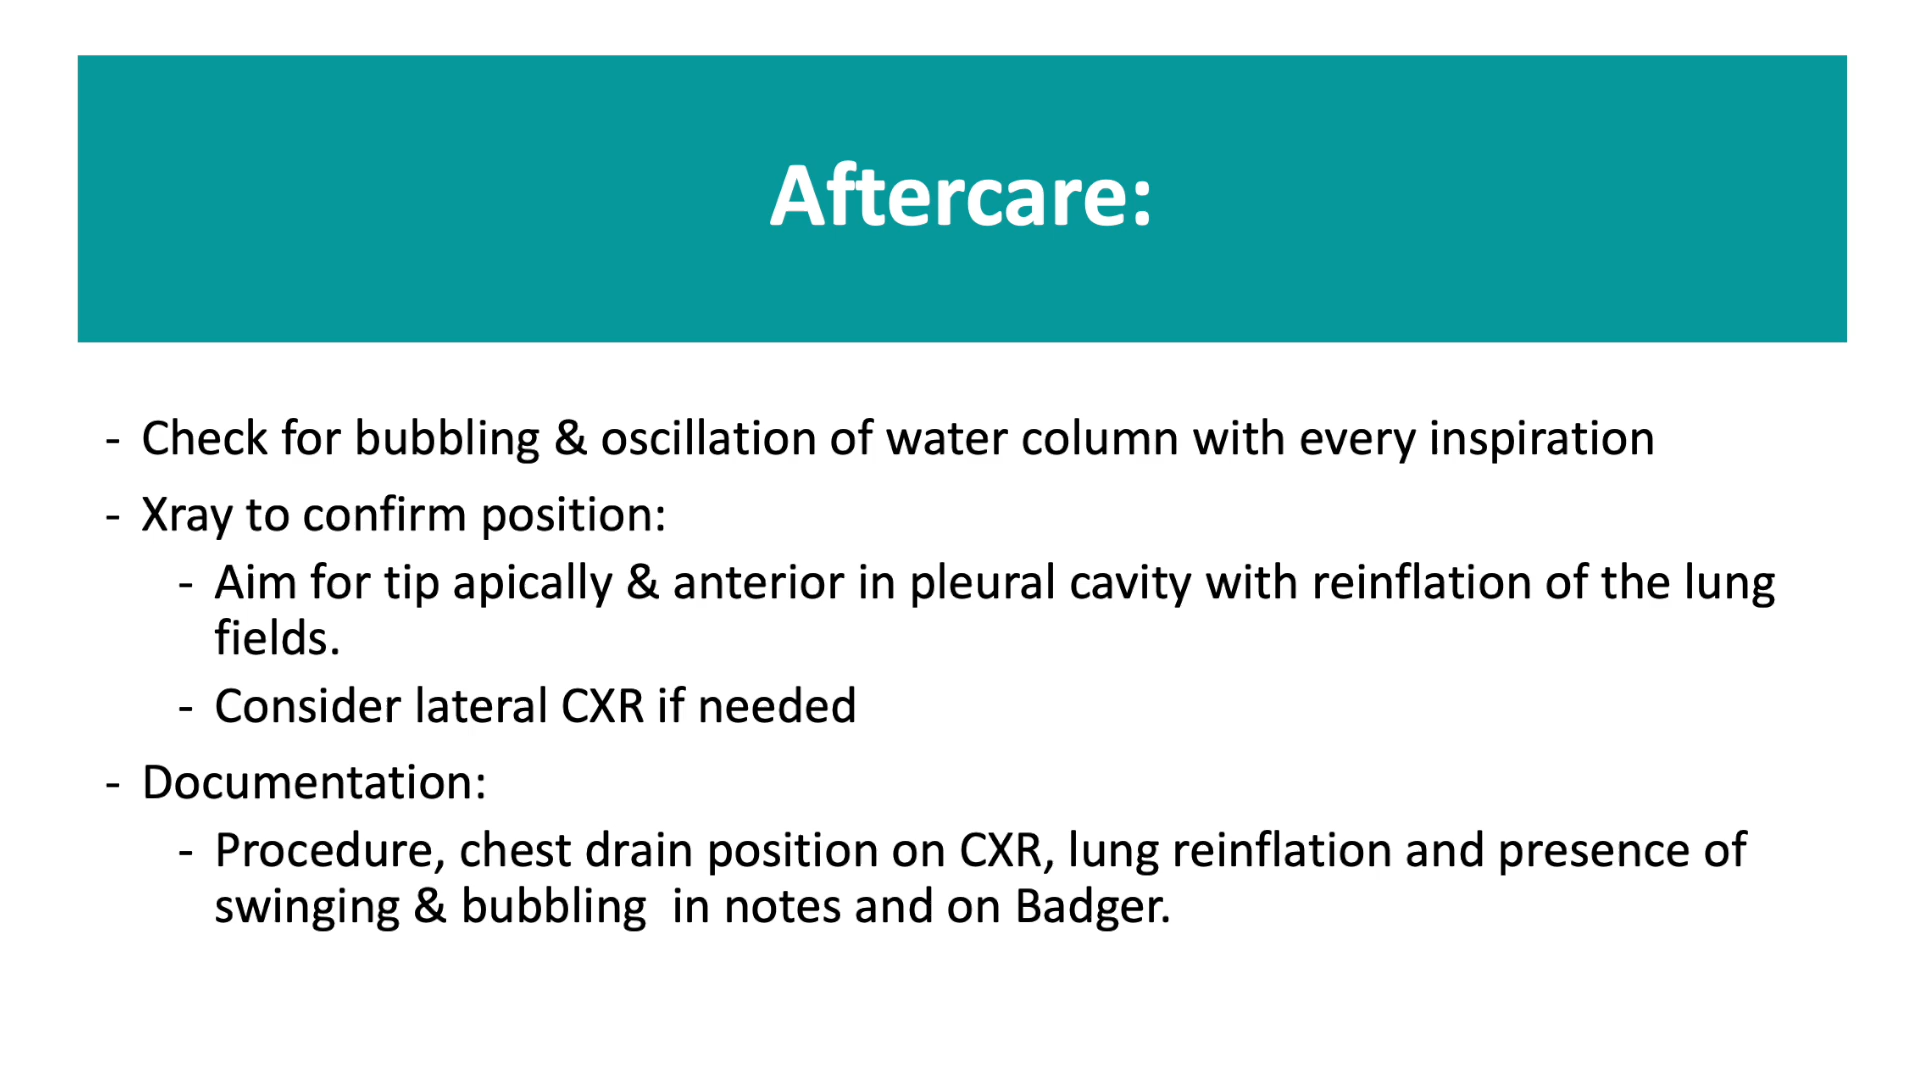 Aftercare:
- Check for bubbling & oscillation of water column with every inspiration
- Xray to confirm position:
- Aim for tip apically & anterior in pleural cavity with reinflation of the lung
fields.
- Consider lateral CXR if needed
- Documentation:
- Procedure, chest drain position on CXR, lung reinflation and presence of
swinging & bubbling  in notes and on Badger.